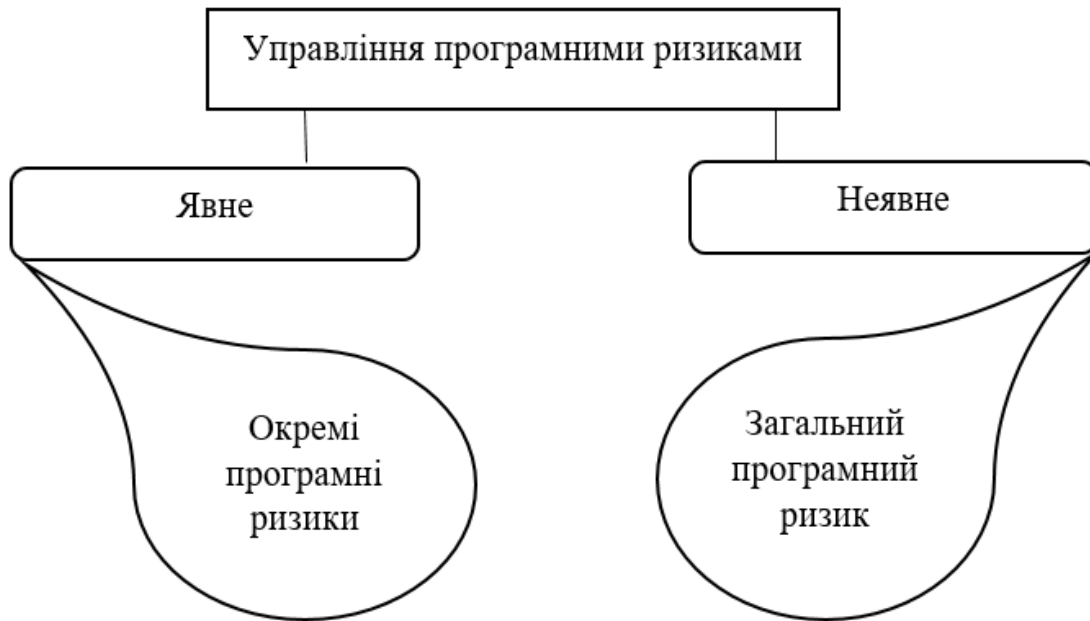 Управління програмними ризиками
Явне
Неявне
Окремі
програмні
ризики
Загальний
програмний
ризик